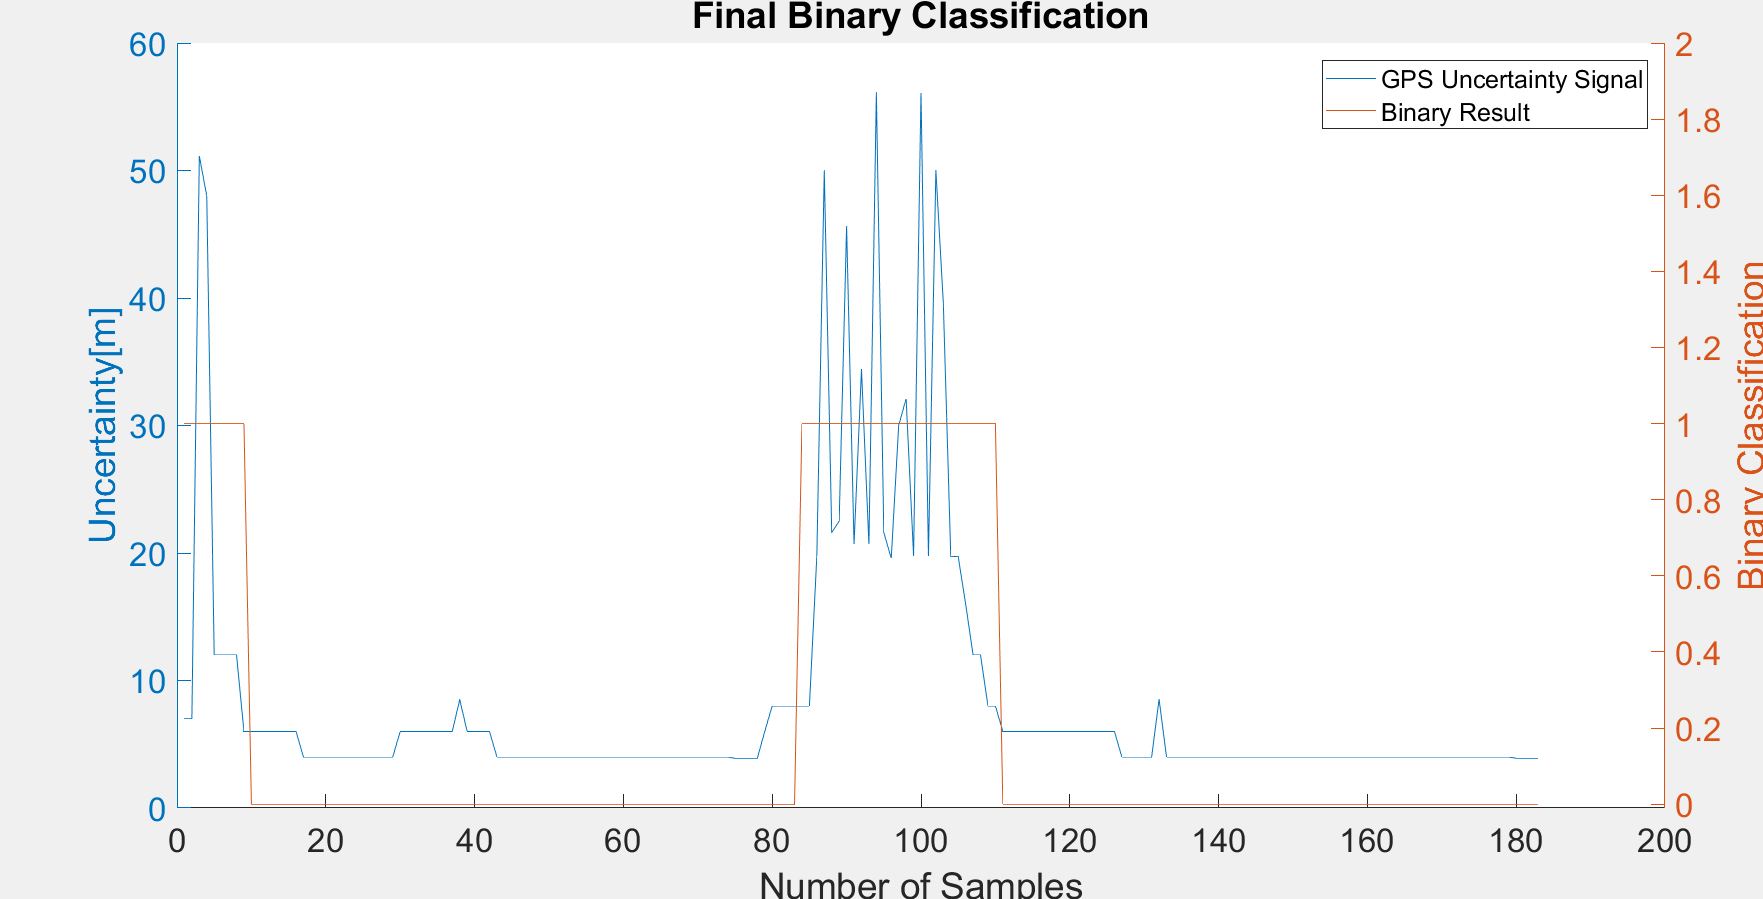 Final Binary Classification
GPS Uncertainty Signal
Binary Result
Uncertainty[m]
60
50
40
30
20
10
0
2
1.8
1.6
1.4
1.2
1
0.8
0.6
0.4
0.2
0
Binary Classification
0 20 40 60 80 100 120 140 160 180 200
Number of Samples